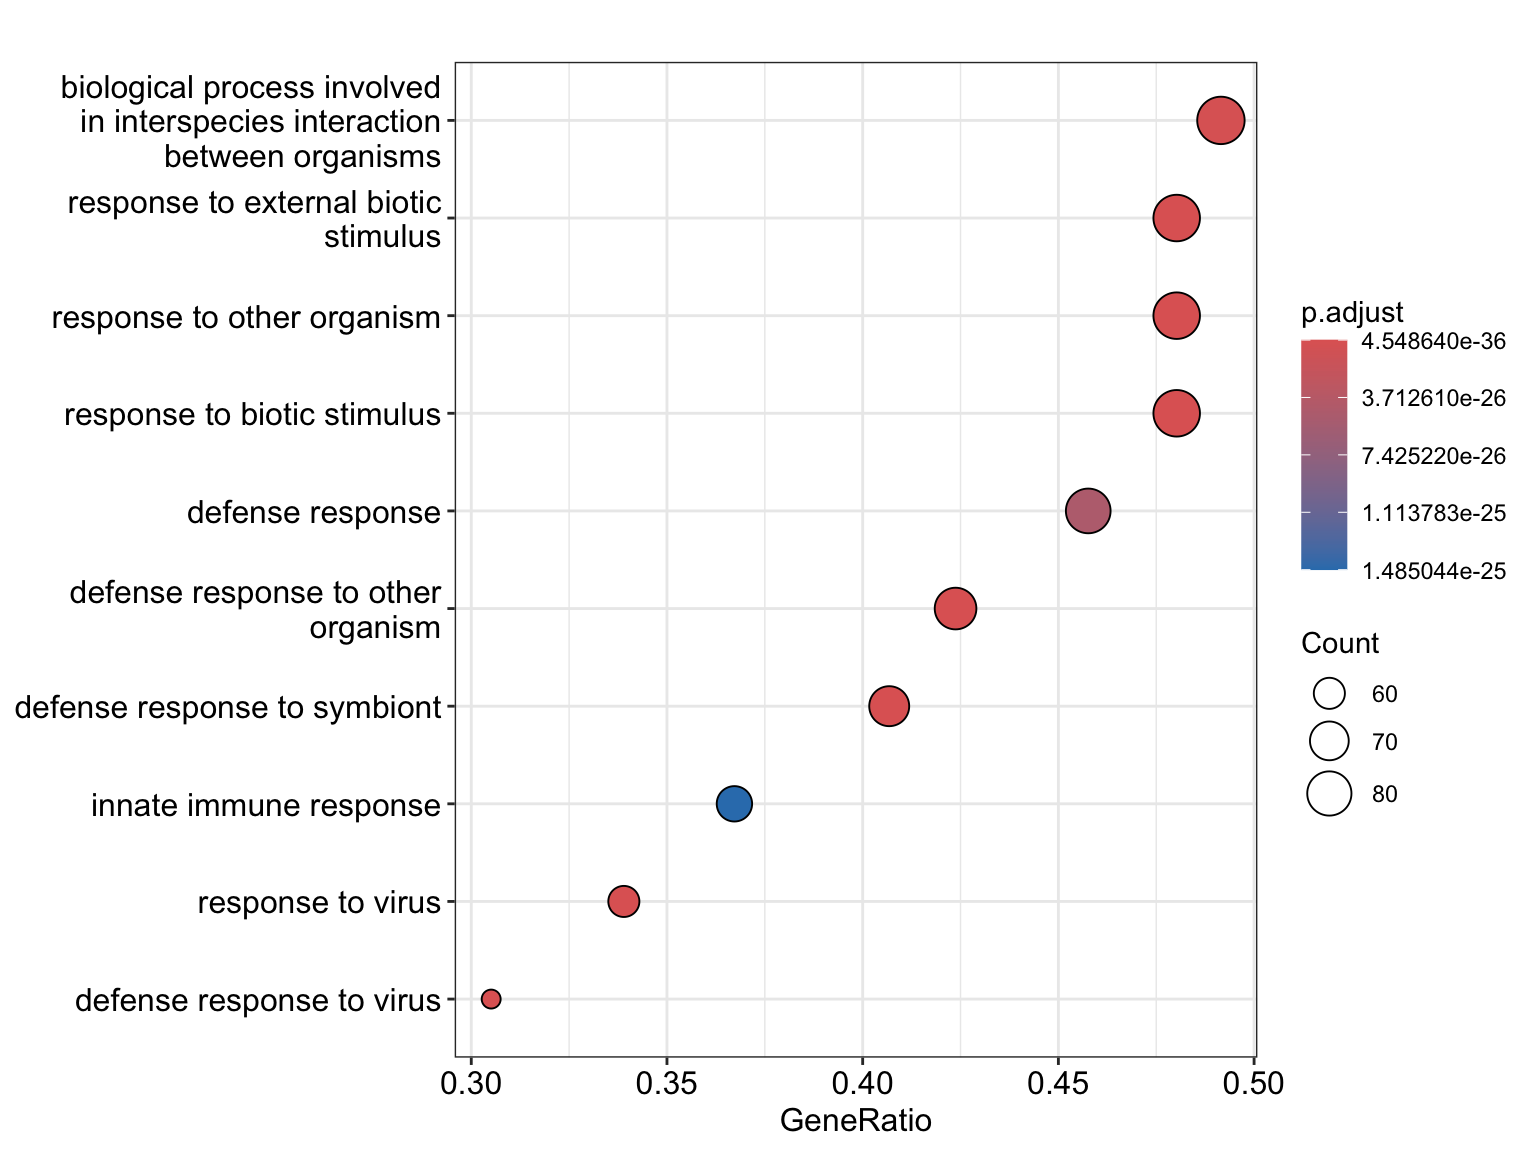 biological process involved
in interspecies interaction
between organisms
response to external biotic
stimulus
response to other organism
response to biotic stimulus
defense response
defense response to other
organism
defense response to symbiont
innate immune response
response to virus
defense response to virus
0.30 0.35 0.40 0.45 0.50
GeneRatio
p.adjust
4.548640e-36
3.712610e-26
7.425220e-26
1.113783e-25
1.485044e-25
Count
60
70
80